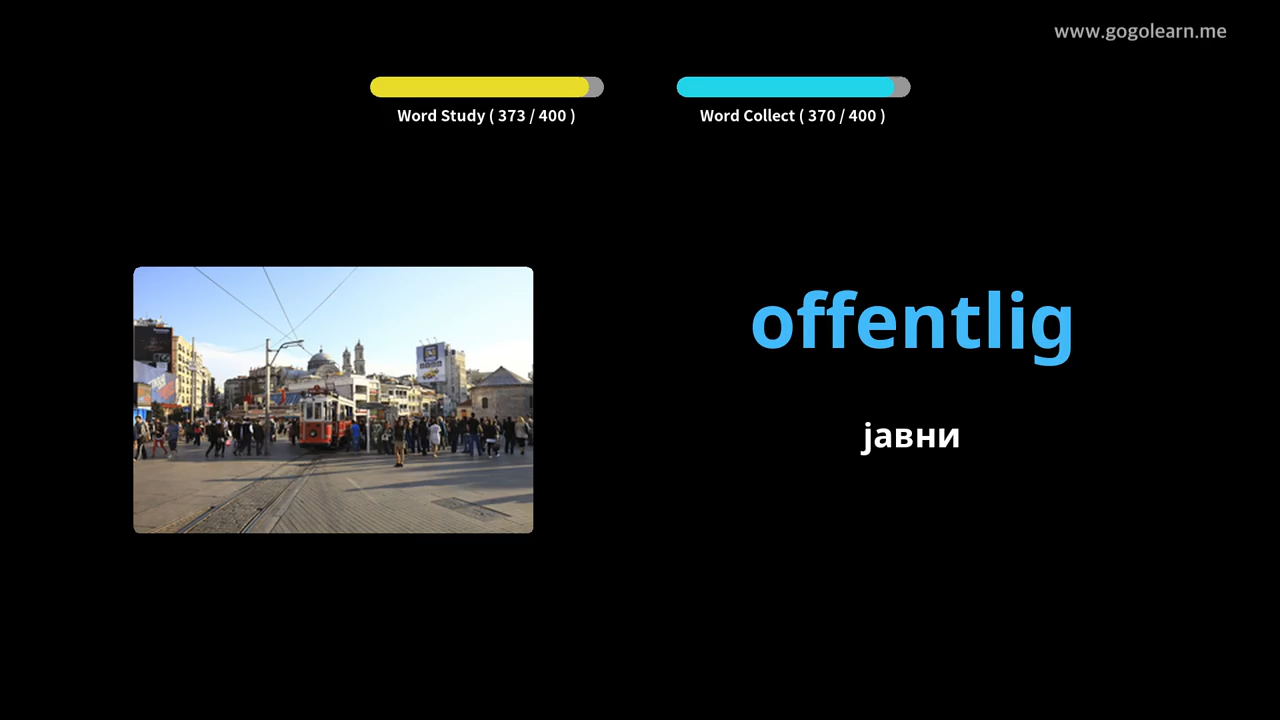 www.gogolearn.me
Word Study ( 373 / 400 )
Word Collect ( 370 / 400 )
offentlig
јавни